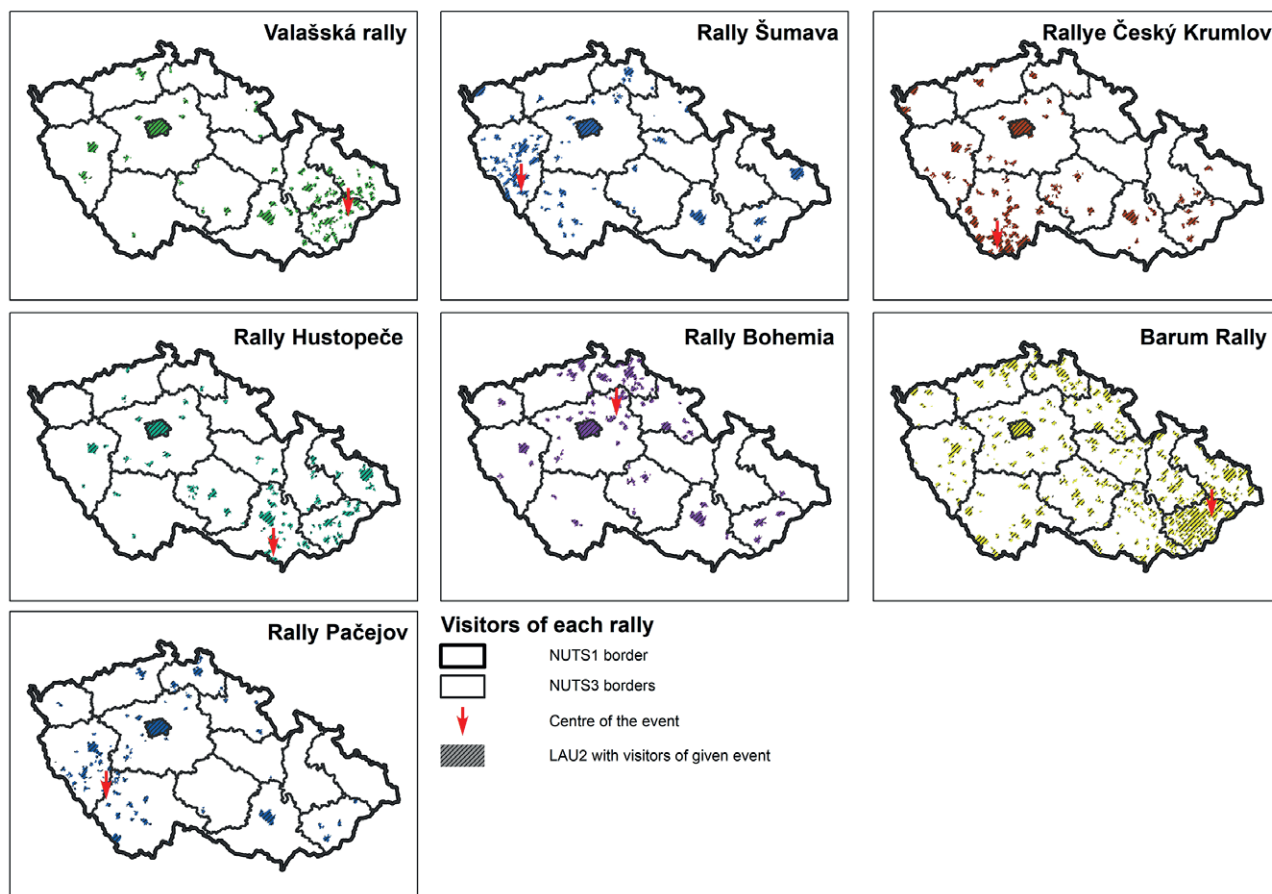 Valašská rally
Rally Šumava
Rallye Český Krumlov
Rally Hustopeče
Rally Bohemia
Barum Rally
Rally Pačejov
Visitors of each rally
NUTS1 border
NUTS3 borders
Centre of the event
LAU2 with visitors of given event